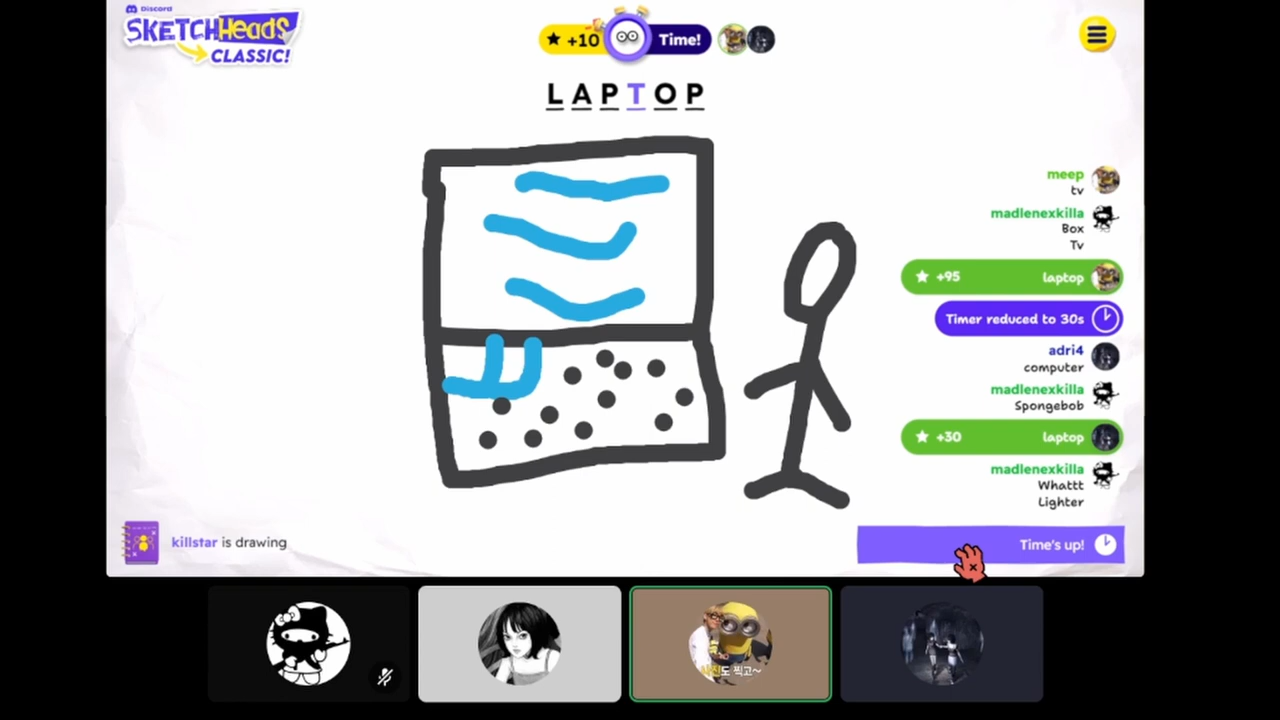 Discord
SKETCHHeadS
CLASSIC!
+10
Time!
LAPTOP
meep
tv
madlenexkilla
Box
Tv
+95 laptop
Timer reduced to 30s
adri4
computer
madlenexkilla
Spongebob
+30 laptop
madlenexkilla
Whattt
Lighter
killstar is drawing
Time's up!